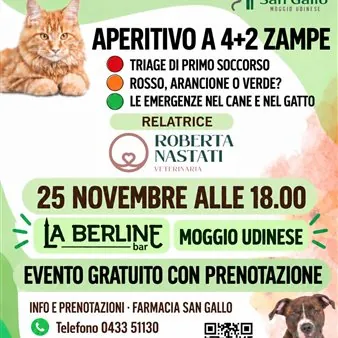 San Gallo
MOGGIO UDINESE
APERITIVO A 4+2 ZAMPE
TRIAGE DI PRIMO SOCCORSO
ROSSO, ARANCIONE O VERDE?
LE EMERGENZE NEL CANE E NEL GATTO
RELATRICE
ROBERTA
NASTATI
VETERINARIA
25 NOVEMBRE ALLE 18.00
LA BERLINE
bar
MOGGIO UDINESE
EVENTO GRATUITO CON PRENOTAZIONE
INFO E PRENOTAZIONI · FARMACIA SAN GALLO
Telefono 0433 51130